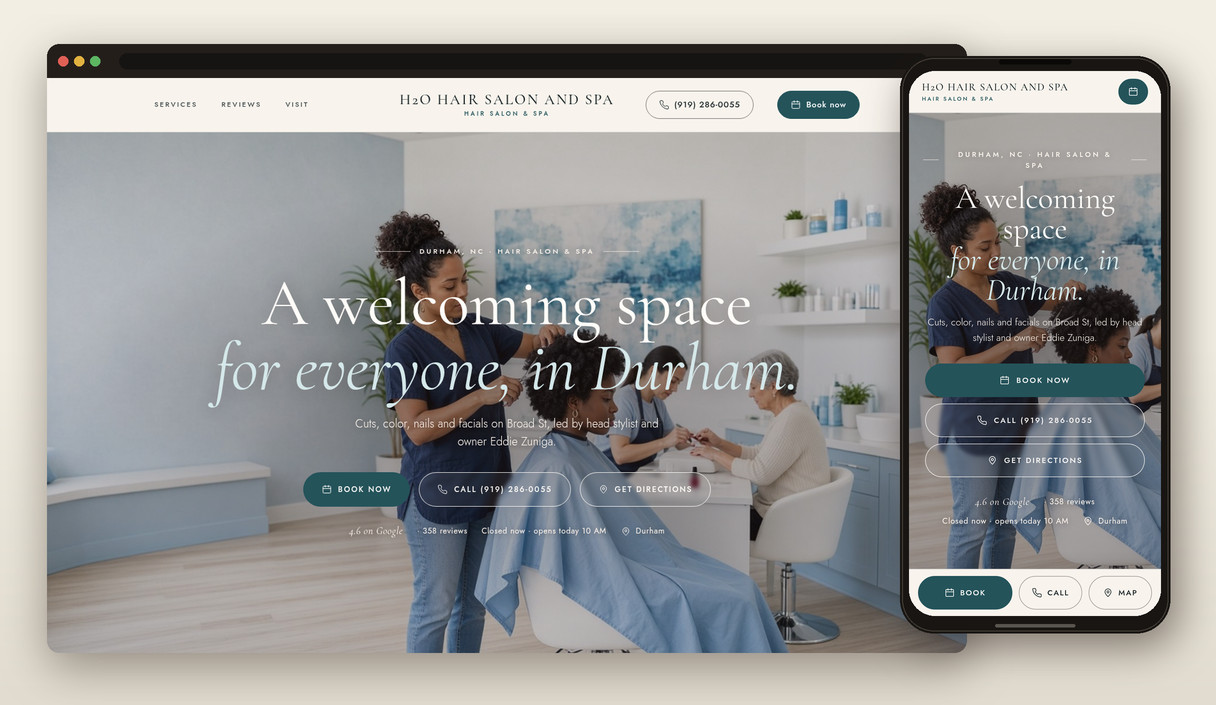 SERVICES REVIEWS VISIT
H2O HAIR SALON AND SPA
HAIR SALON & SPA
(919) 286-0055
Book now
DURHAM, NC · HAIR SALON & SPA
A welcoming space
for everyone, in Durham.
Cuts, color, nails and facials on Broad St, led by head stylist and
owner Eddie Zuniga.
BOOK NOW
CALL (919) 286-0055
GET DIRECTIONS
4.6 on Google · 358 reviews Closed now · opens today 10 AM Durham
H2O HAIR SALON AND SPA
HAIR SALON & SPA
DURHAM, NC · HAIR SALON &
SPA
A welcoming
space
for everyone, in
Durham.
Cuts, color, nails and facials on Broad St, led by head
stylist and owner Eddie Zuniga.
BOOK NOW
CALL (919) 286-0055
GET DIRECTIONS
4.6 on Google · 358 reviews
Closed now · opens today 10 AM Durham
BOOK CALL MAP